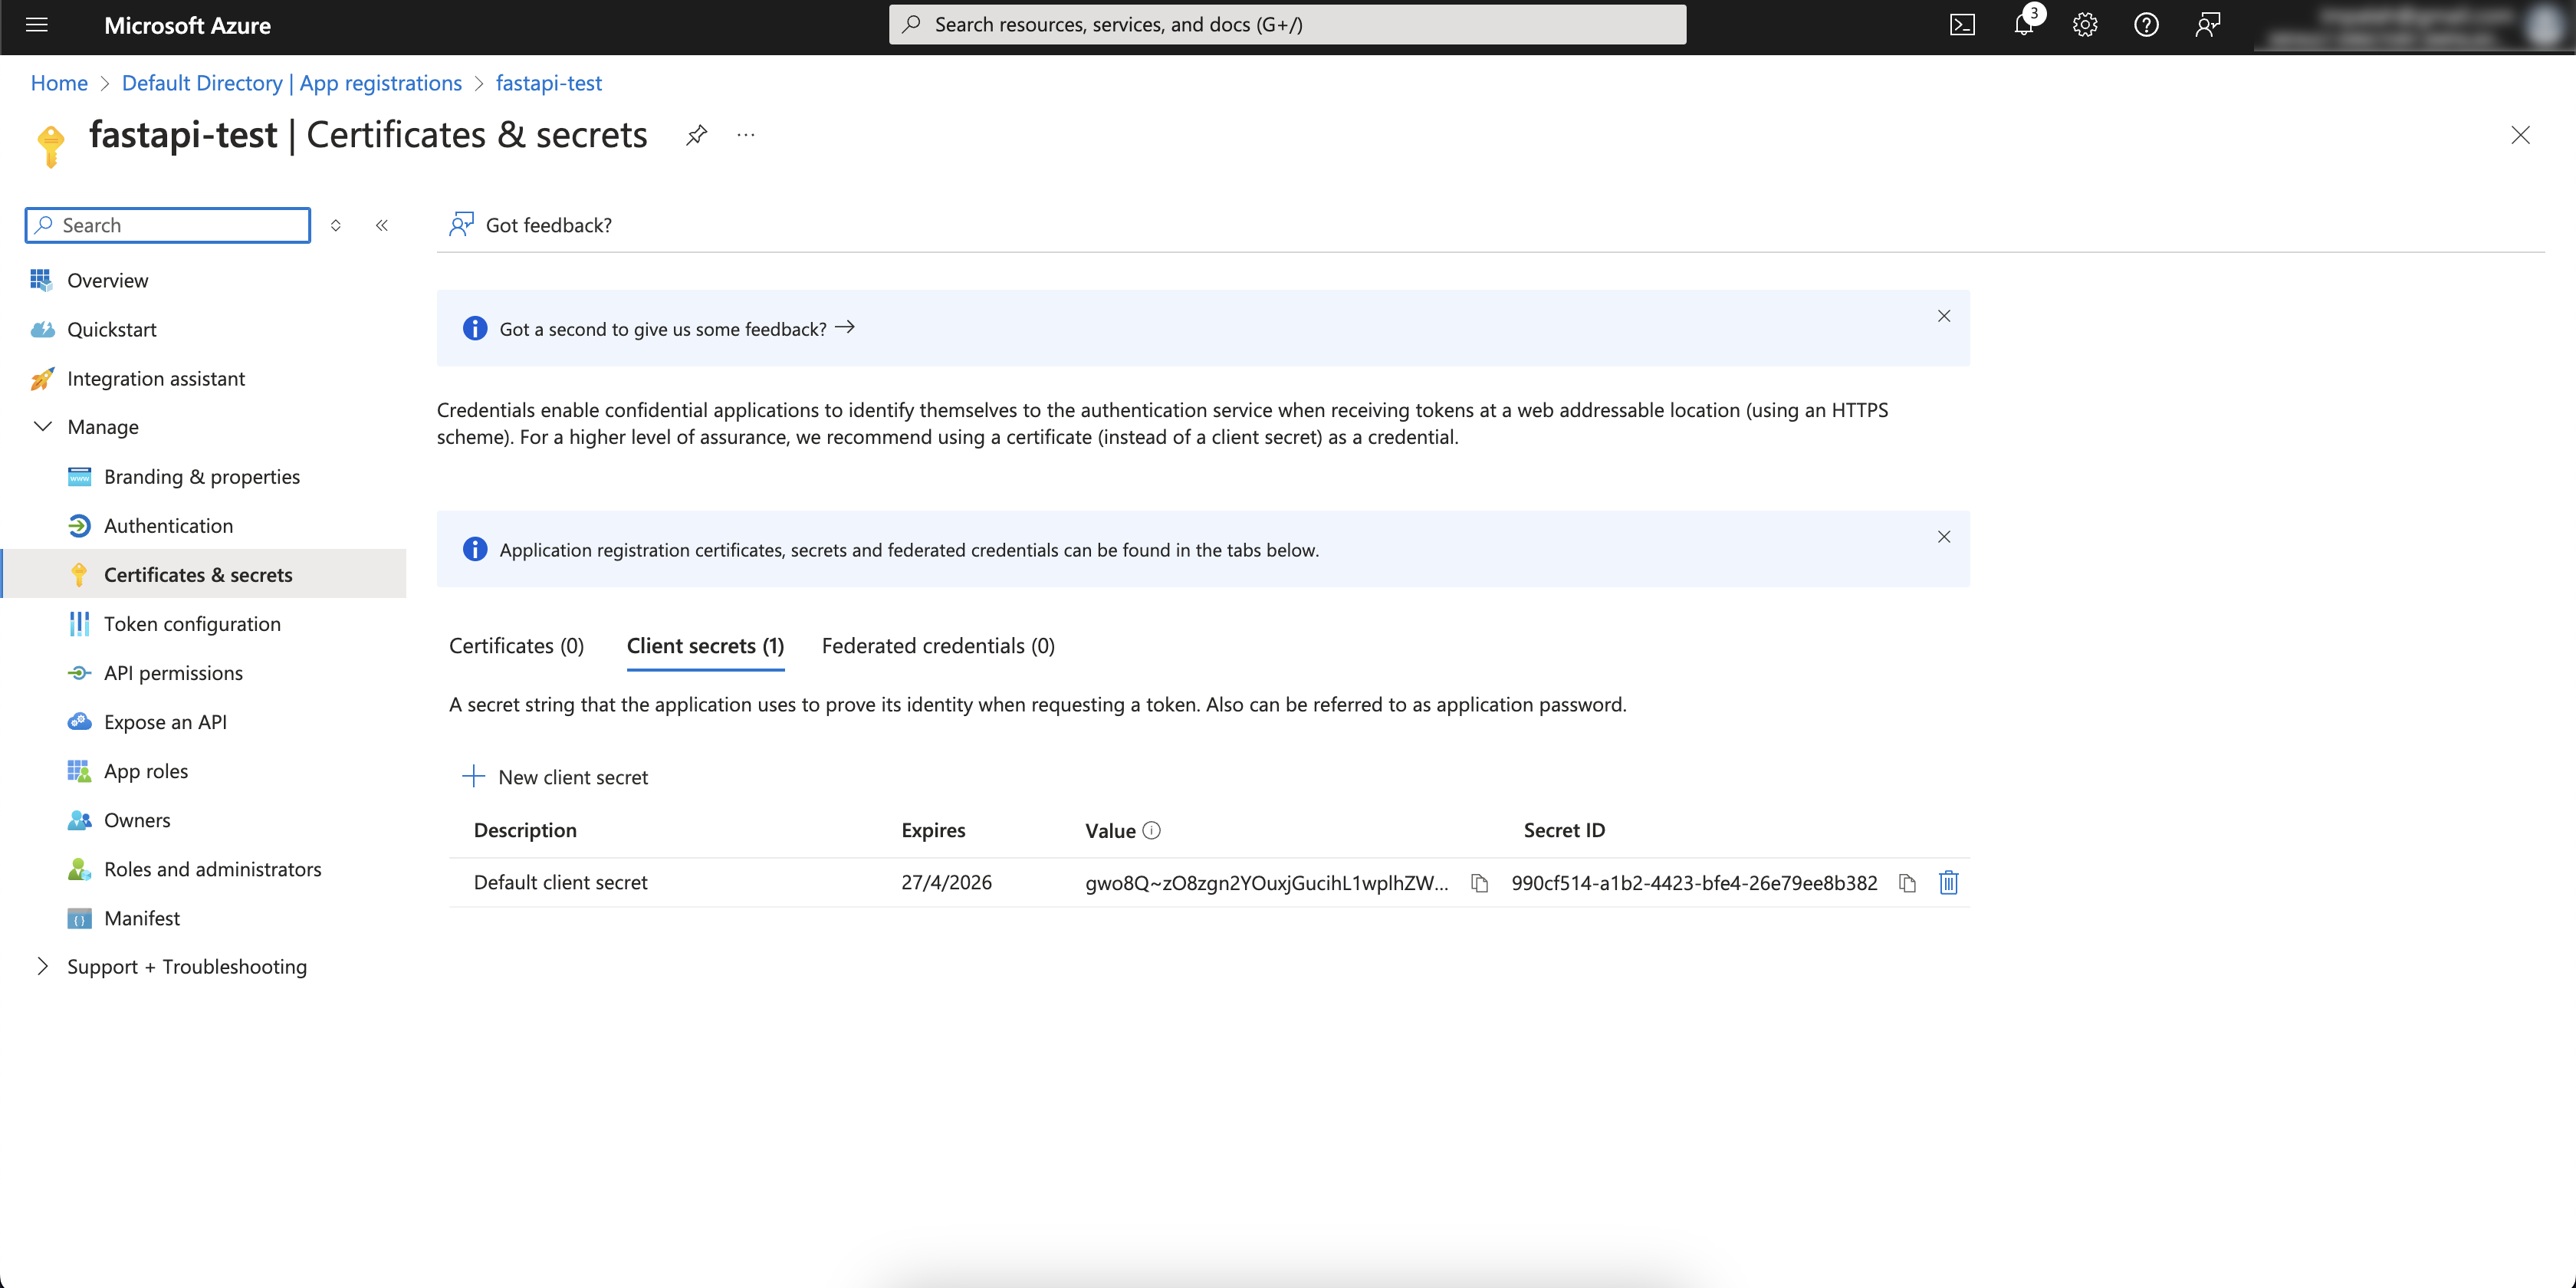 Microsoft Azure
Search resources, services, and docs (G+/)
3
Home > Default Directory | App registrations > fastapi-test
fastapi-test | Certificates & secrets
...
Search
Got feedback?
Overview
Quickstart
Integration assistant
Manage
Branding & properties
Authentication
Certificates & secrets
Token configuration
API permissions
Expose an API
App roles
Owners
Roles and administrators
Manifest
Support + Troubleshooting
Got a second to give us some feedback? →
Credentials enable confidential applications to identify themselves to the authentication service when receiving tokens at a web addressable location (using an HTTPS
scheme). For a higher level of assurance, we recommend using a certificate (instead of a client secret) as a credential.
Application registration certificates, secrets and federated credentials can be found in the tabs below.
Certificates (0) Client secrets (1) Federated credentials (0)
A secret string that the application uses to prove its identity when requesting a token. Also can be referred to as application password.
New client secret
Description Expires Value Secret ID
Default client secret 27/4/2026 gwo8Q~zO8zgn2YOuxjGucihL1wplhZW... 990cf514-a1b2-4423-bfe4-26e79ee8b382